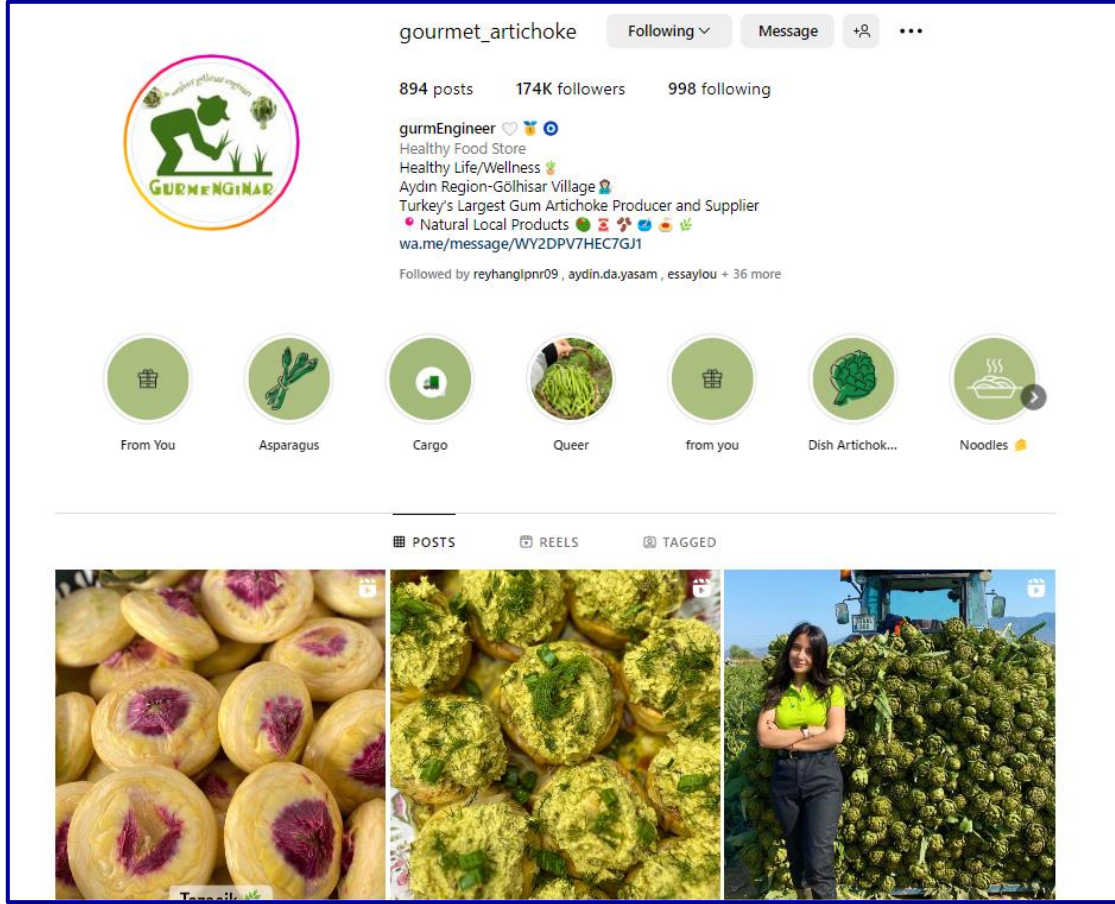 gourmet_artichoke
Following
Message
894 posts 174K followers 998 following
gurmEngineer
Healthy Food Store
Healthy Life/Wellness
Aydın Region-Gölhisar Village
Turkey's Largest Gum Artichoke Producer and Supplier
Natural Local Products
wa.me/message/WY2DPV7HEC7GJ1
Followed by reyhanglpnr09 , aydin.da.yasam , essaylou + 36 more
GURMENGİNAR
From You
Asparagus
Cargo
Queer
from you
Dish Artichok...
Noodles
POSTS
REELS
TAGGED